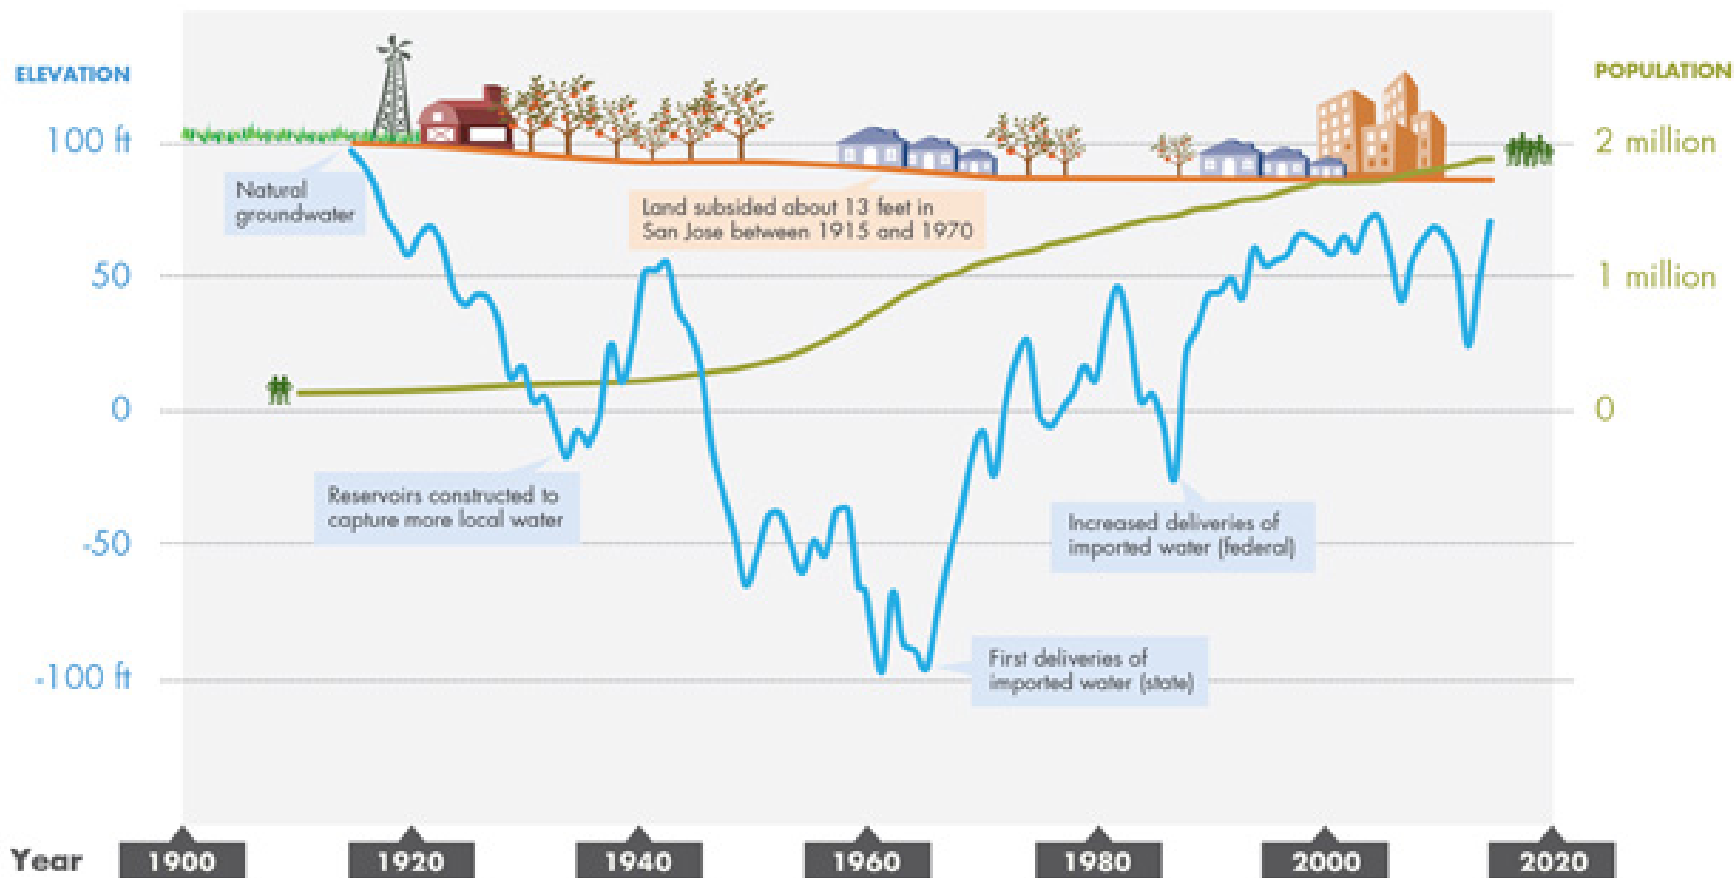 ELEVATION
POPULATION
100 ft
2 million
Natural
groundwater
Land subsided about 13 feet in
San Jose between 1915 and 1970
50
1 million
0
0
Reservoirs constructed to
capture more local water
Increased deliveries of
imported water (federal)
-50
First deliveries of
imported water (state)
-100 ft
Year
1900
1920
1940
1960
1980
2000
2020